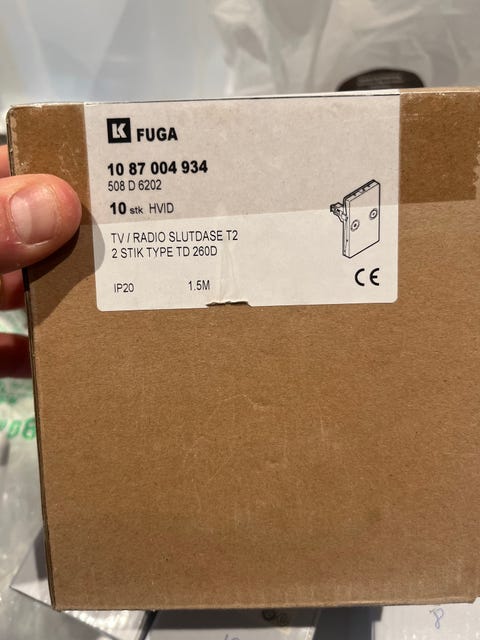 LK FUGA
10 87 004 934
508 D 6202
10 stk HVID
TV / RADIO SLUTDASE T2
2 STIK TYPE TD 260D
IP20 1.5M
CE
8